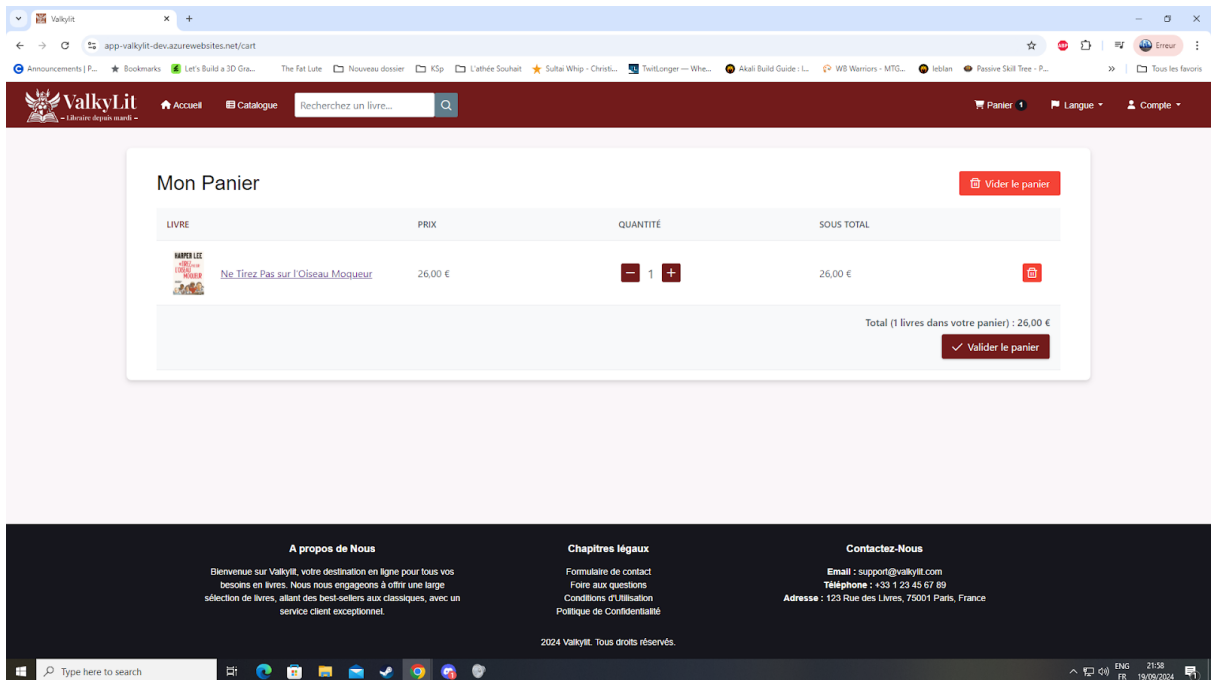 Valkylit
app-valkylit-dev.azurewebsites.net/cart
Erreur
Announcements | P...
Bookmarks
Let's Build a 3D Gra...
The Fat Lute
Nouveau dossier
KSp
L'athée Souhait
Sultai Whip - Christi...
TwitLonger — Whe...
Akali Build Guide : l...
WB Warriors - MTG...
leblan
Passive Skill Tree - P...
Tous les favoris
ValkyLit
– Libraire depuis mardi –
Accueil
Catalogue
Recherchez un livre...
Panier 1
Langue
Compte
Mon Panier
Vider le panier
LIVRE PRIX QUANTITÉ SOUS TOTAL
HARPER LEE
Ne Tirez Pas sur l'Oiseau Moqueur 26,00 € 1 26,00 €
Total (1 livres dans votre panier) : 26,00 €
Valider le panier
A propos de Nous
Bienvenue sur Valkylit, votre destination en ligne pour tous vos
besoins en livres. Nous nous engageons à offrir une large
sélection de livres, allant des best-sellers aux classiques, avec un
service client exceptionnel.
Chapitres légaux
Formulaire de contact
Foire aux questions
Conditions d'Utilisation
Politique de Confidentialité
Contactez-Nous
Email : support@valkylit.com
Téléphone : +33 1 23 45 67 89
Adresse : 123 Rue des Livres, 75001 Paris, France
2024 Valkylit. Tous droits réservés.
Type here to search
ENG
FR
21:58
19/09/2024